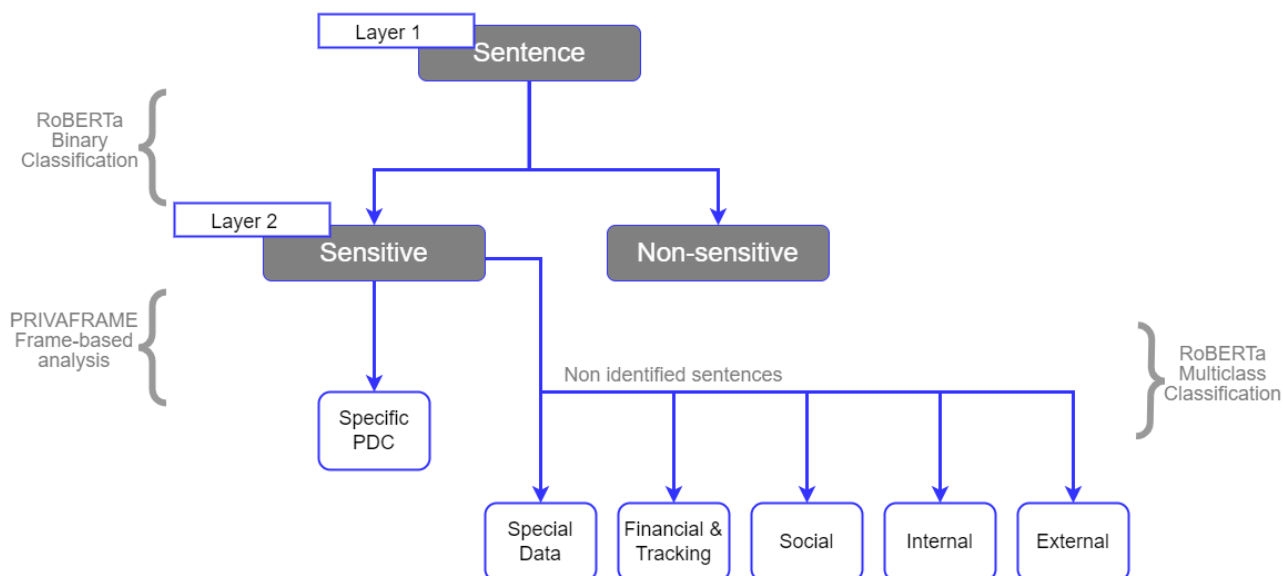 Layer 1
Sentence
RoBERTa
Binary
Classification
Layer 2
Sensitive
Non-sensitive
PRIVAFRAME
Frame-based
analysis
Non identified sentences
RoBERTa
Multiclass
Classification
Specific
PDC
Special
Data
Financial &
Tracking
Social
Internal
External